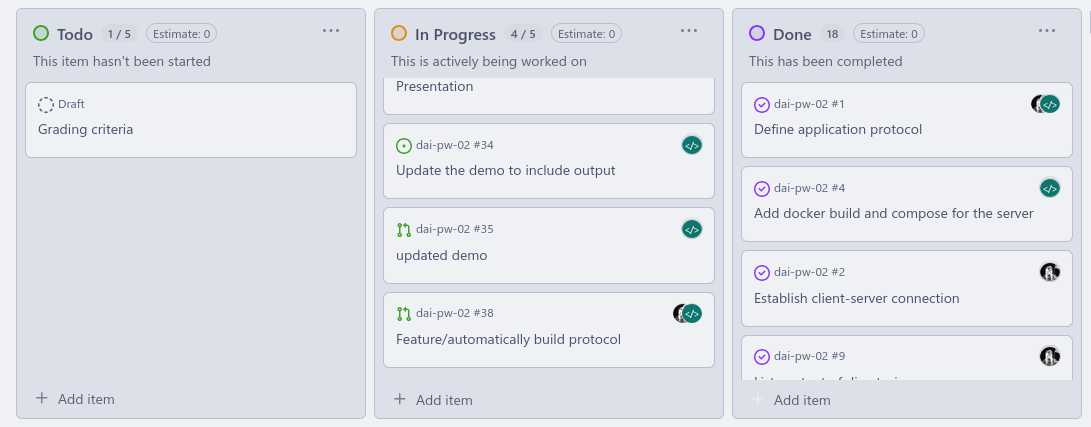 Todo 1 / 5 Estimate: 0
This item hasn't been started
Draft
Grading criteria
+ Add item
In Progress 4 / 5 Estimate: 0
This is actively being worked on
Presentation
dai-pw-02 #34
Update the demo to include output
dai-pw-02 #35
updated demo
dai-pw-02 #38
Feature/automatically build protocol
+ Add item
Done 18 Estimate: 0
This has been completed
dai-pw-02 #1
Define application protocol
dai-pw-02 #4
Add docker build and compose for the server
dai-pw-02 #2
Establish client-server connection
dai-pw-02 #9
+ Add item